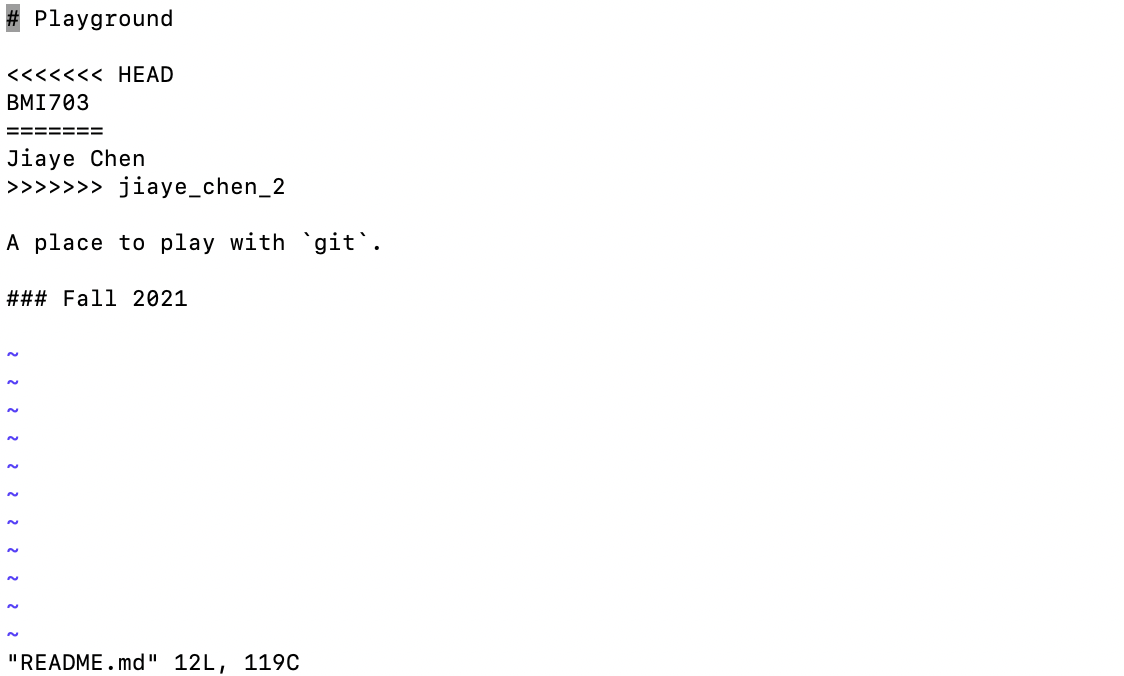 # Playground
<<<<<<< HEAD
BMI703
=======
Jiaye Chen
>>>>>>> jiaye_chen_2
A place to play with `git`.
### Fall 2021
~
~
~
~
~
~
~
~
~
~
~
"README.md" 12L, 119C